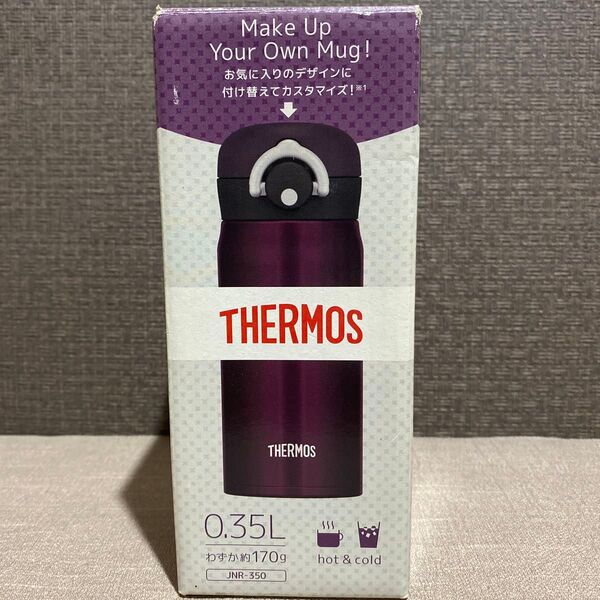 Make Up
Your Own Mug!
お気に入りのデザインに
付け替えてカスタマイズ!※1
THERMOS
THERMOS
0.35L
わずか約170g
JNR-350
hot & cold